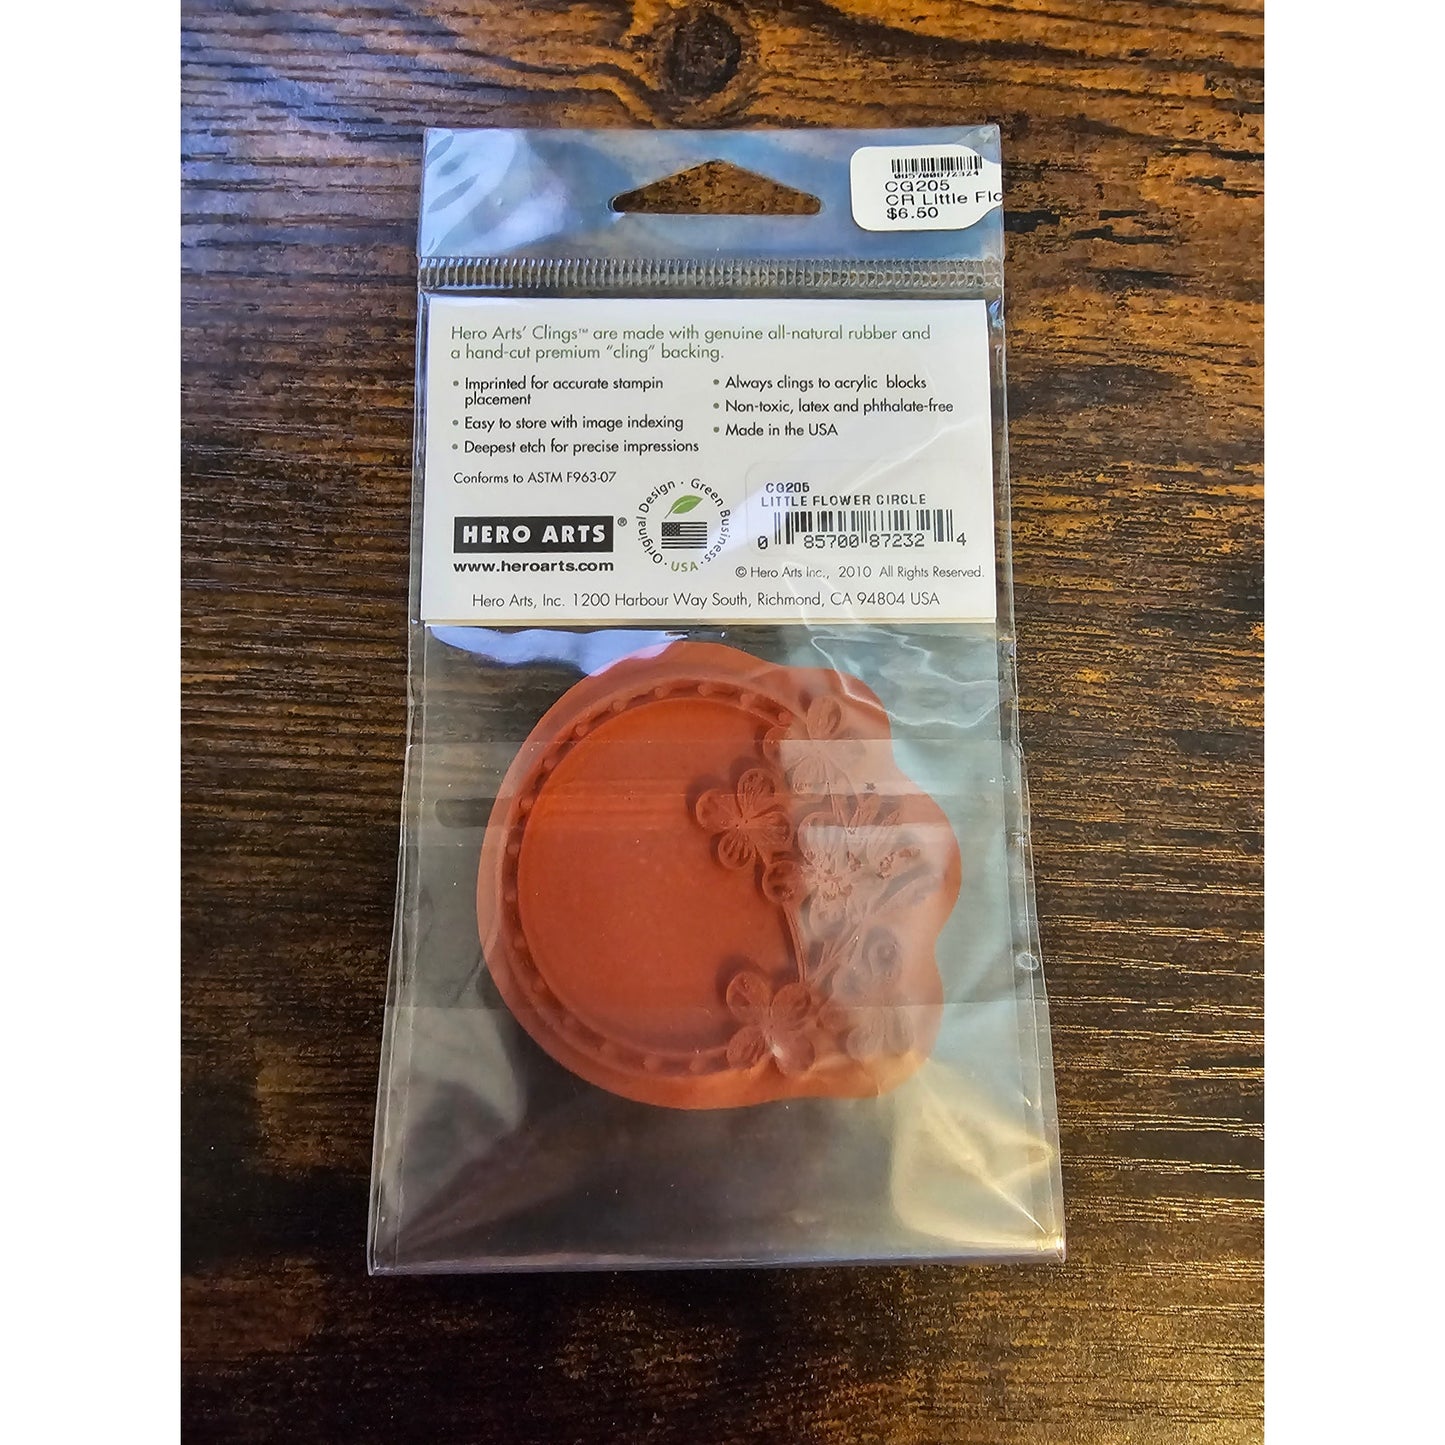 085700872324
CG205
CR Little Flo
$6.50
Hero Arts' Clings™ are made with genuine all-natural rubber and
a hand-cut premium "cling" backing.
• Imprinted for accurate stampin
placement
• Easy to store with image indexing
• Deepest etch for precise impressions
• Always clings to acrylic blocks
• Non-toxic, latex and phthalate-free
• Made in the USA
Conforms to ASTM F963-07
HERO ARTS®
www.heroarts.com
Original Design · Green Business · USA ·
CG205
LITTLE FLOWER CIRCLE
0 85700 87232 4
© Hero Arts Inc., 2010 All Rights Reserved.
Hero Arts, Inc. 1200 Harbour Way South, Richmond, CA 94804 USA